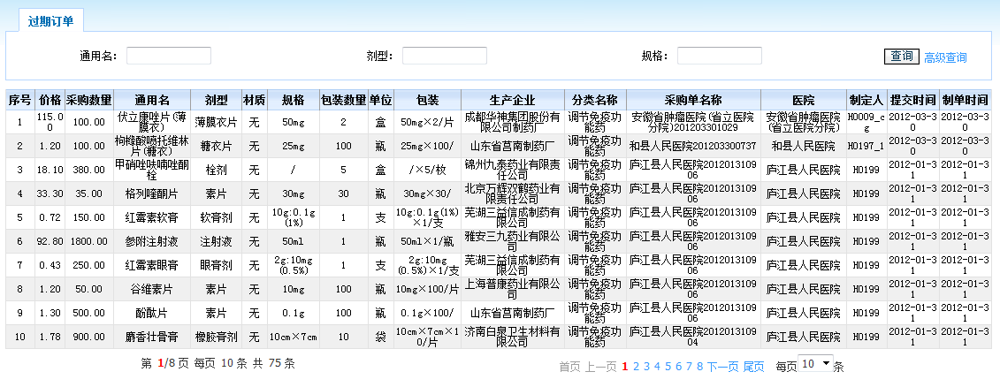 过期订单
通用名: 剂型: 规格: 查询 高级查询
序号 价格 采购数量 通用名 剂型 材质 规格 包装数量 单位 包装 生产企业 分类名称 采购单名称 医院 制定人 提交时间 制单时间
1 115.00 100.00 伏立康唑片(薄膜衣) 薄膜衣片 无 50mg 2 盒 50mg×2/片 成都华神集团股份有限公司制药厂 调节免疫功能药 安徽省肿瘤医院(省立医院分院)201203301029 安徽省肿瘤医院(省立医院分院) H0009_cg 2012-03-30 2012-03-30
2 1.20 100.00 枸橼酸喷托维林片(糖衣) 糖衣片 无 25mg 100 瓶 25mg×100/ 山东省莒南制药厂 调节免疫功能药 和县人民医院201203300737 和县人民医院 H0197_1 2012-03-30 2012-03-30
3 18.10 380.00 甲硝唑呋喃唑酮栓 栓剂 无 / 5 盒 /×5/枚 锦州九泰药业有限责任公司 调节免疫功能药 庐江县人民医院201201310906 庐江县人民医院 H0199 2012-01-31 2012-01-31
4 33.30 35.00 格列喹酮片 素片 无 30mg 30 瓶 30mg×30/ 北京万辉双鹤药业有限责任公司 调节免疫功能药 庐江县人民医院201201310906 庐江县人民医院 H0199 2012-01-31 2012-01-31
5 0.72 150.00 红霉素软膏 软膏剂 无 10g:0.1g(1%) 1 支 10g:0.1g(1%)×1/支 芜湖三益信成制药有限公司 调节免疫功能药 庐江县人民医院201201310906 庐江县人民医院 H0199 2012-01-31 2012-01-31
6 92.80 1800.00 参附注射液 注射液 无 50ml 1 瓶 50ml×1/瓶 雅安三九药业有限公司 调节免疫功能药 庐江县人民医院201201310906 庐江县人民医院 H0199 2012-01-31 2012-01-31
7 0.43 250.00 红霉素眼膏 眼膏剂 无 2g:10mg(0.5%) 1 支 2g:10mg(0.5%)×1/支 芜湖三益信成制药有限公司 调节免疫功能药 庐江县人民医院201201310906 庐江县人民医院 H0199 2012-01-31 2012-01-31
8 1.20 50.00 谷维素片 素片 无 10mg 100 瓶 10mg×100/片 上海普康药业有限公司 调节免疫功能药 庐江县人民医院201201310906 庐江县人民医院 H0199 2012-01-31 2012-01-31
9 1.30 500.00 酚酞片 素片 无 0.1g 100 瓶 0.1g×100/ 山东省莒南制药厂 调节免疫功能药 庐江县人民医院201201310906 庐江县人民医院 H0199 2012-01-31 2012-01-31
10 1.78 900.00 麝香壮骨膏 橡胶膏剂 无 10cm×7cm 10 袋 10cm×7cm×10/片 济南白泉卫生材料有限公司 调节免疫功能药 庐江县人民医院201201310904 庐江县人民医院 H0199 2012-01-31 2012-01-31
第 1/8 页 每页 10 条 共 75 条 首页 上一页 1 2 3 4 5 6 7 8 下一页 尾页 每页 10 条